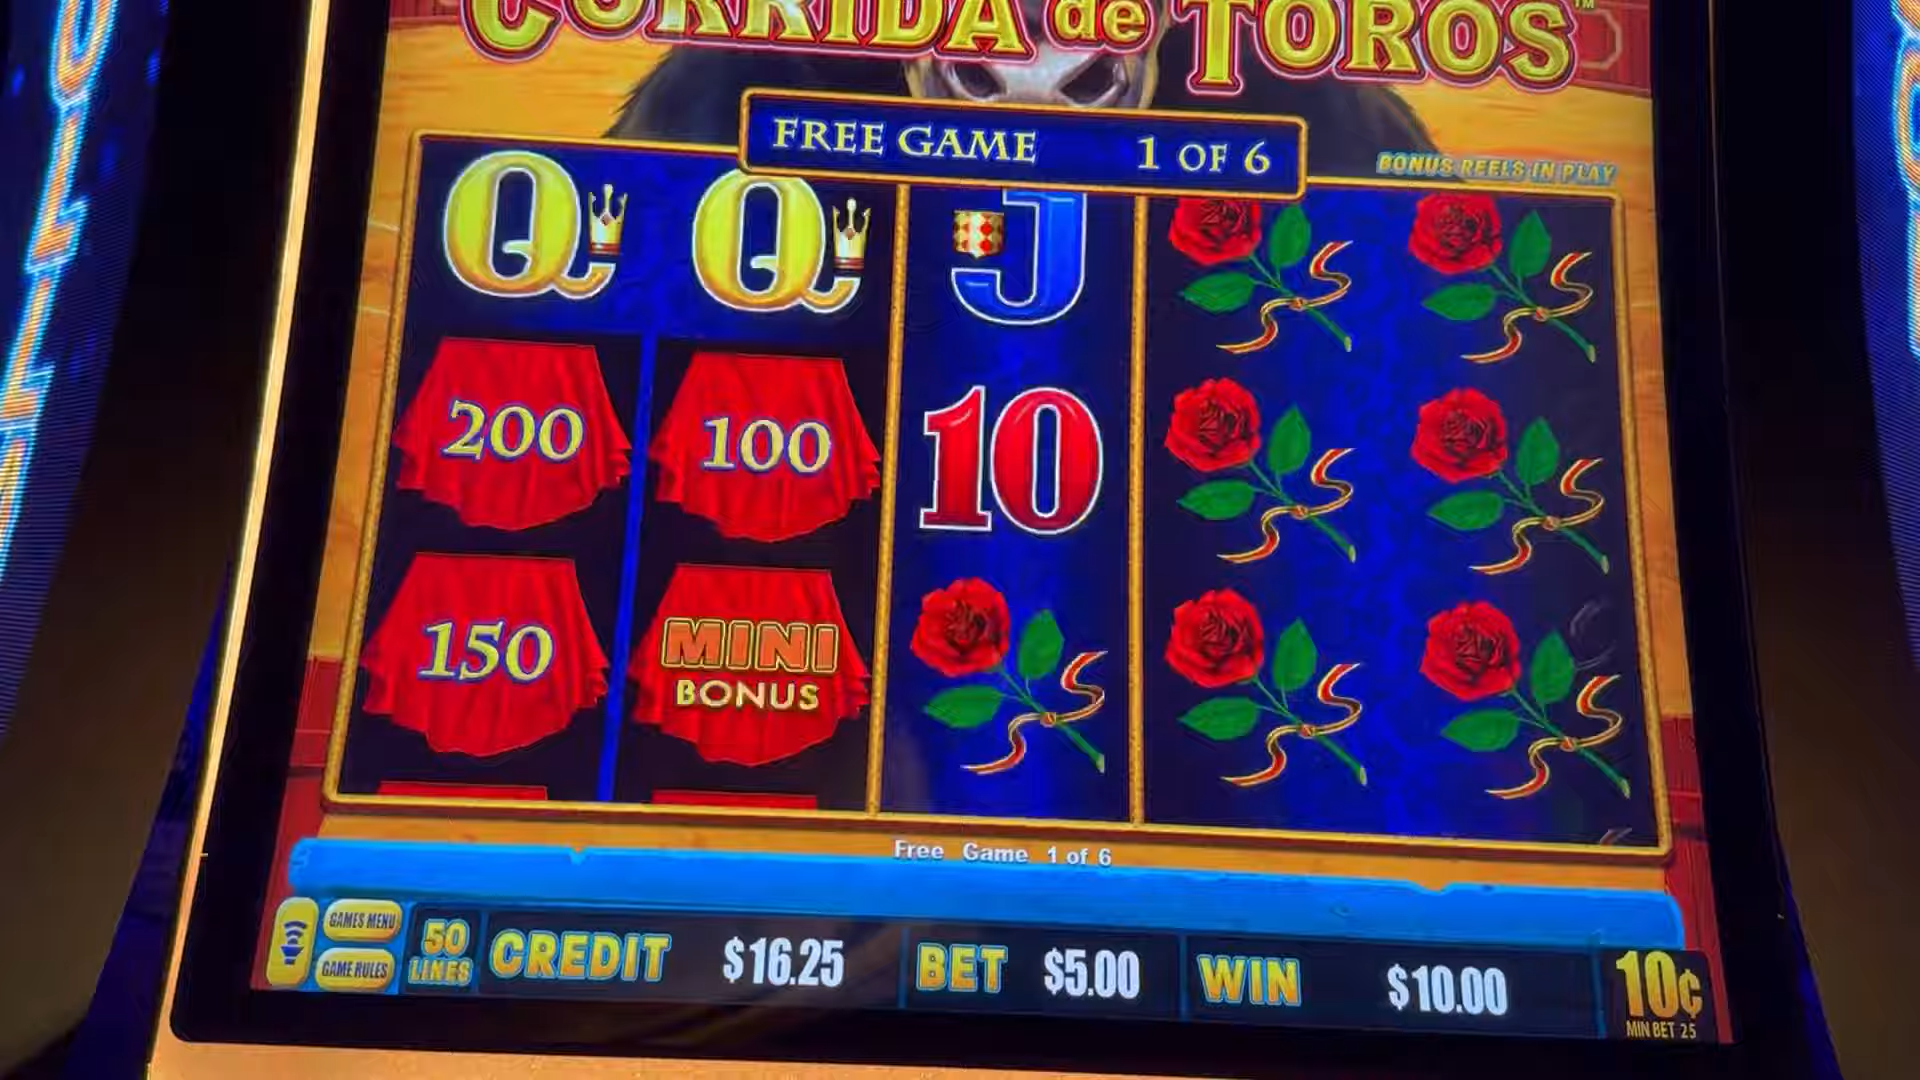 CORRIDA de TOROS™
FREE GAME 1 OF 6
BONUS REELS IN PLAY
Q Q J
200 100 10
150 MINI
BONUS
Free Game 1 of 6
GAMES MENU
GAME RULES
50
LINES
CREDIT $16.25 BET $5.00 WIN $10.00
10¢
MIN BET 25